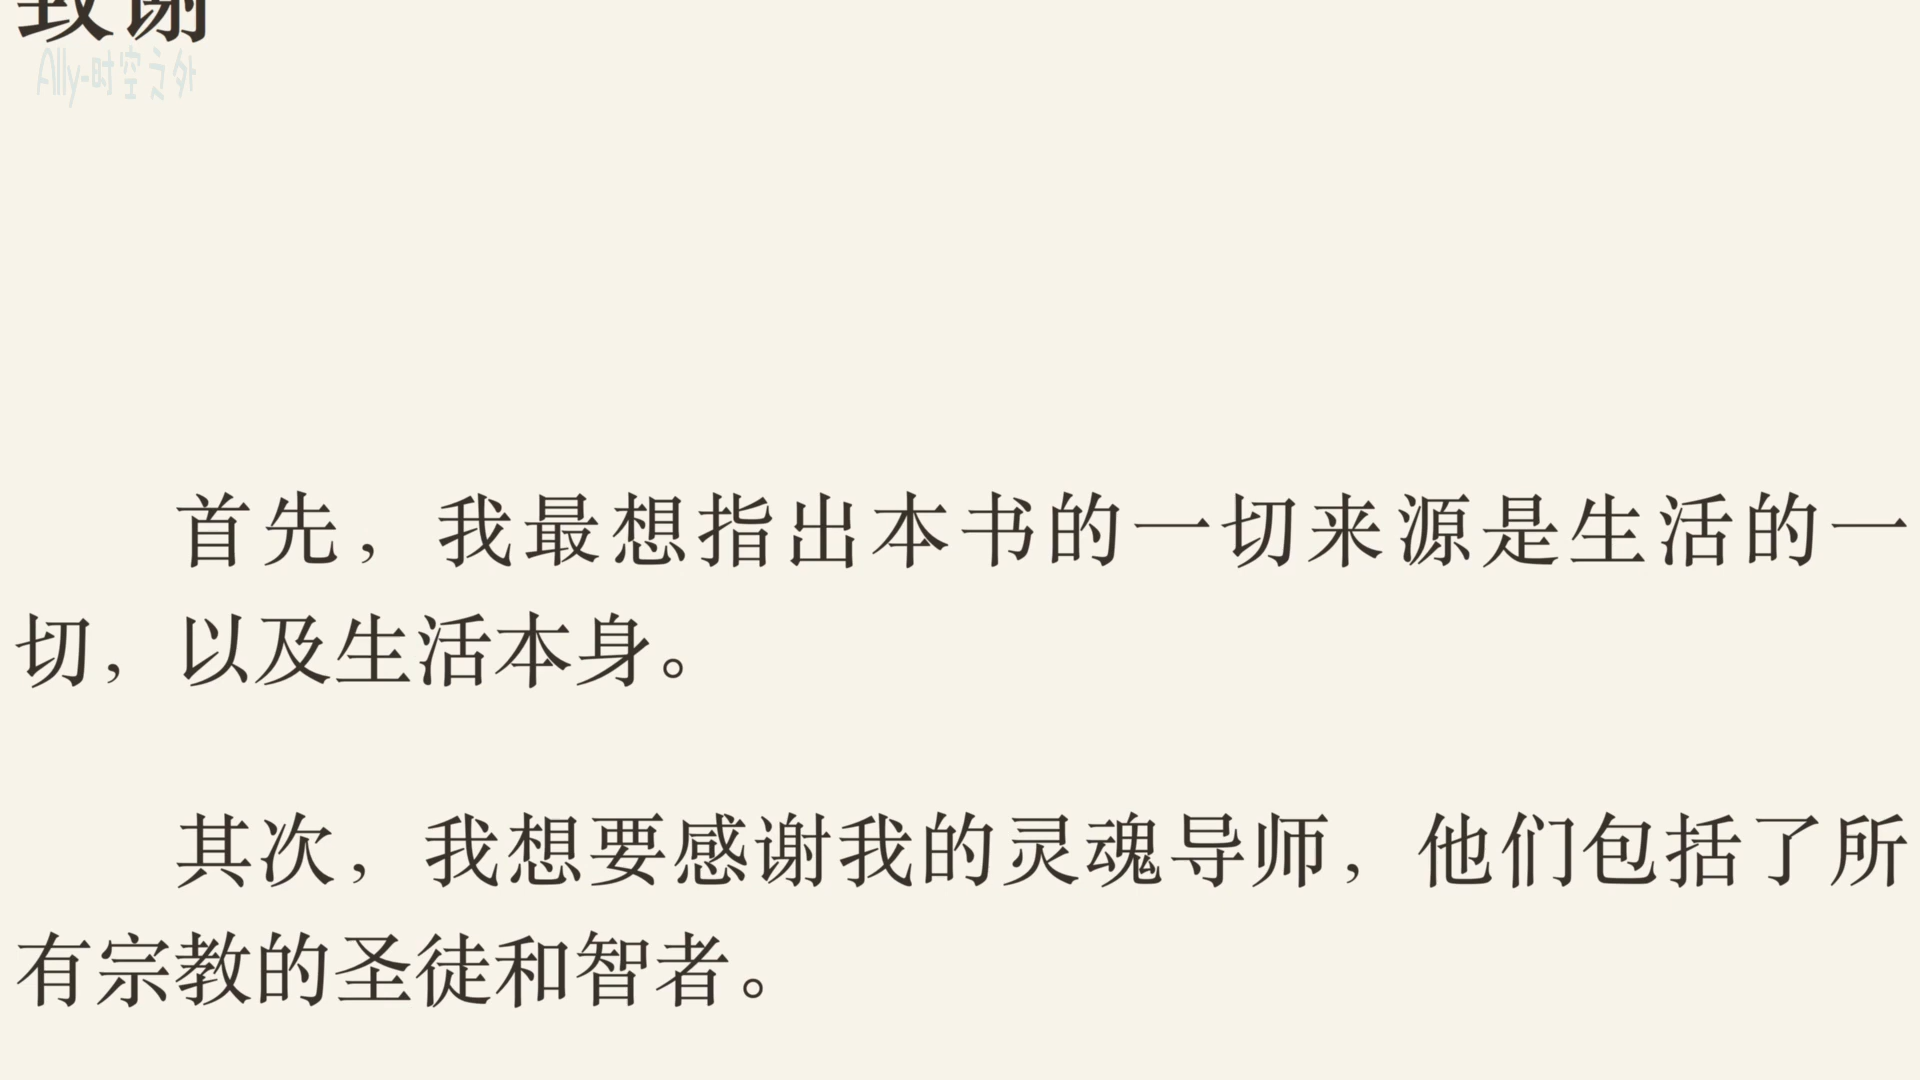 致谢
Ally-时空之外
首先，我最想指出本书的一切来源是生活的一
切，以及生活本身。
其次，我想要感谢我的灵魂导师，他们包括了所
有宗教的圣徒和智者。